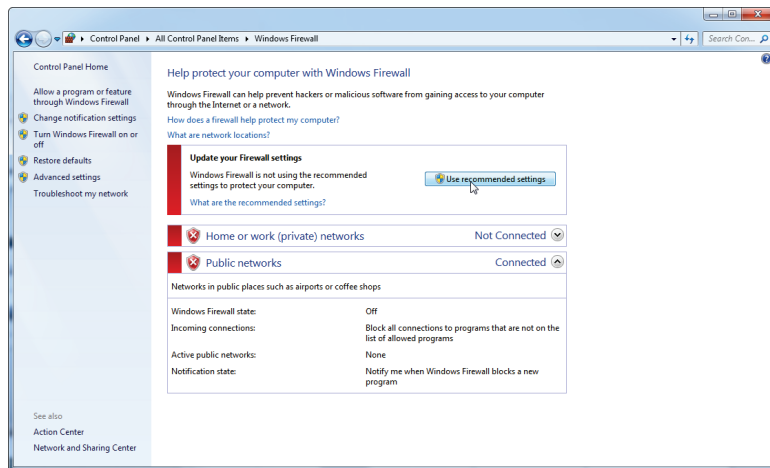 Control Panel ▸ All Control Panel Items ▸ Windows Firewall
Search Con...
Control Panel Home
Allow a program or feature
through Windows Firewall
Change notification settings
Turn Windows Firewall on or
off
Restore defaults
Advanced settings
Troubleshoot my network
See also
Action Center
Network and Sharing Center
Help protect your computer with Windows Firewall
Windows Firewall can help prevent hackers or malicious software from gaining access to your computer
through the Internet or a network.
How does a firewall help protect my computer?
What are network locations?
Update your Firewall settings
Windows Firewall is not using the recommended
settings to protect your computer.
Use recommended settings
What are the recommended settings?
Home or work (private) networks Not Connected
Public networks Connected
Networks in public places such as airports or coffee shops
Windows Firewall state: Off
Incoming connections: Block all connections to programs that are not on the
list of allowed programs
Active public networks: None
Notification state: Notify me when Windows Firewall blocks a new
program